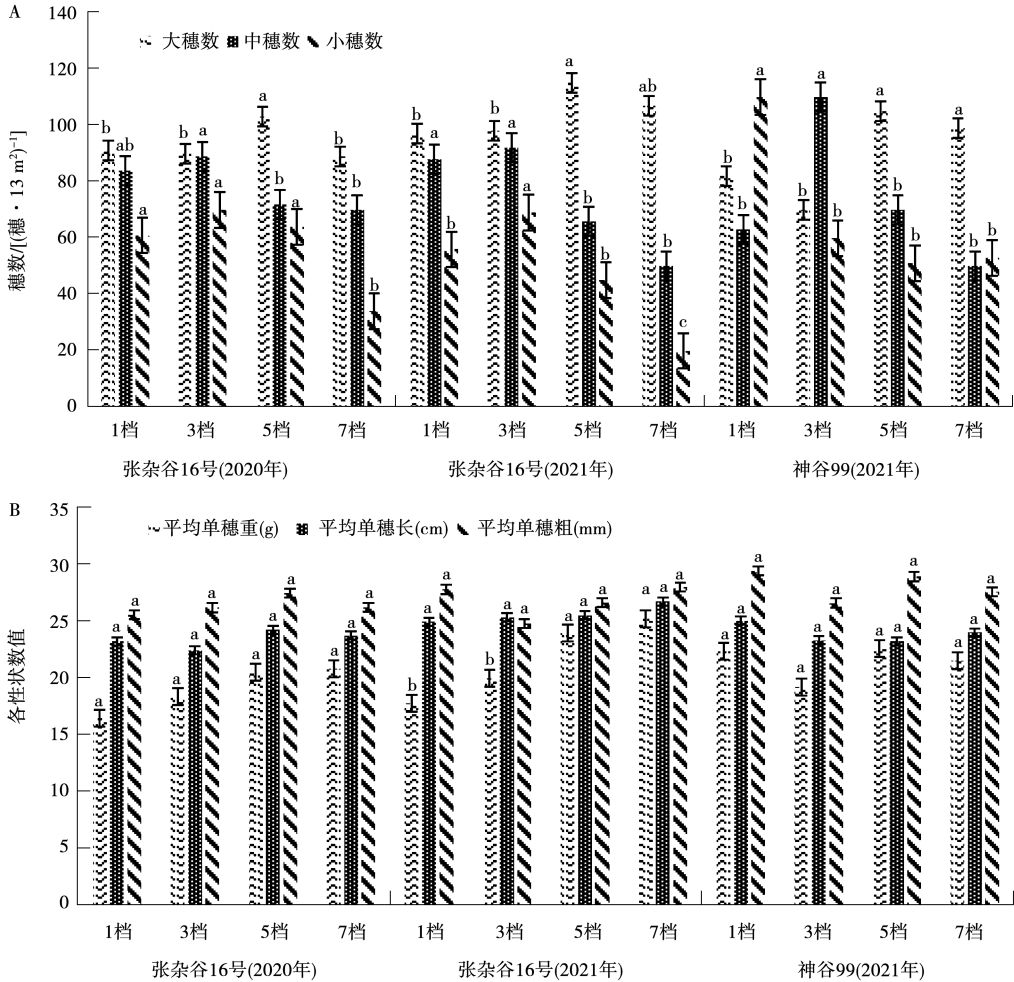 A
140
120
100
80
60
40
20
0
穗数/[(穗·13 m²)⁻¹]
大穗数 中穗数 小穗数
b ab a b a a a b a b b b
b a b b a a a b b ab b c
b b a b a b a b b a b b
1档 3档 5档 7档 1档 3档 5档 7档 1档 3档 5档 7档
张杂谷16号(2020年) 张杂谷16号(2021年) 神谷99(2021年)
B
35
30
25
20
15
10
5
0
各性状数值
平均单穗重(g) 平均单穗长(cm) 平均单穗粗(mm)
a a a a a a a a a a a a
b a a b a a a a a a a a
a a a a a a a a a a a a
1档 3档 5档 7档 1档 3档 5档 7档 1档 3档 5档 7档
张杂谷16号(2020年) 张杂谷16号(2021年) 神谷99(2021年)